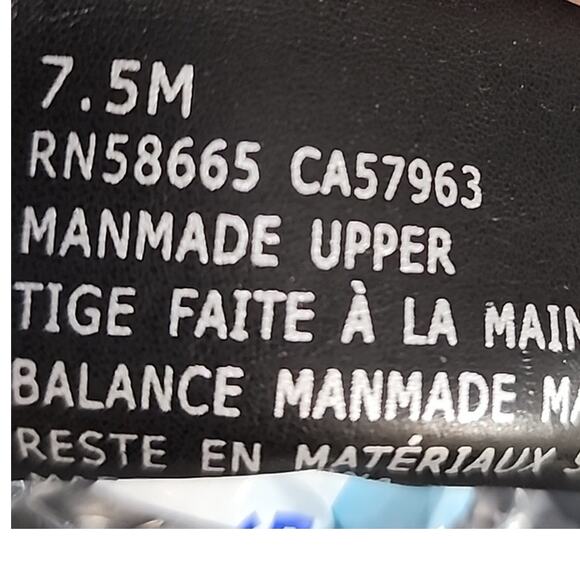 7.5M
RN58665 CA57963
MANMADE UPPER
TIGE FAITE À LA MAIN
BALANCE MANMADE
RESTE EN MATÉRIAUX